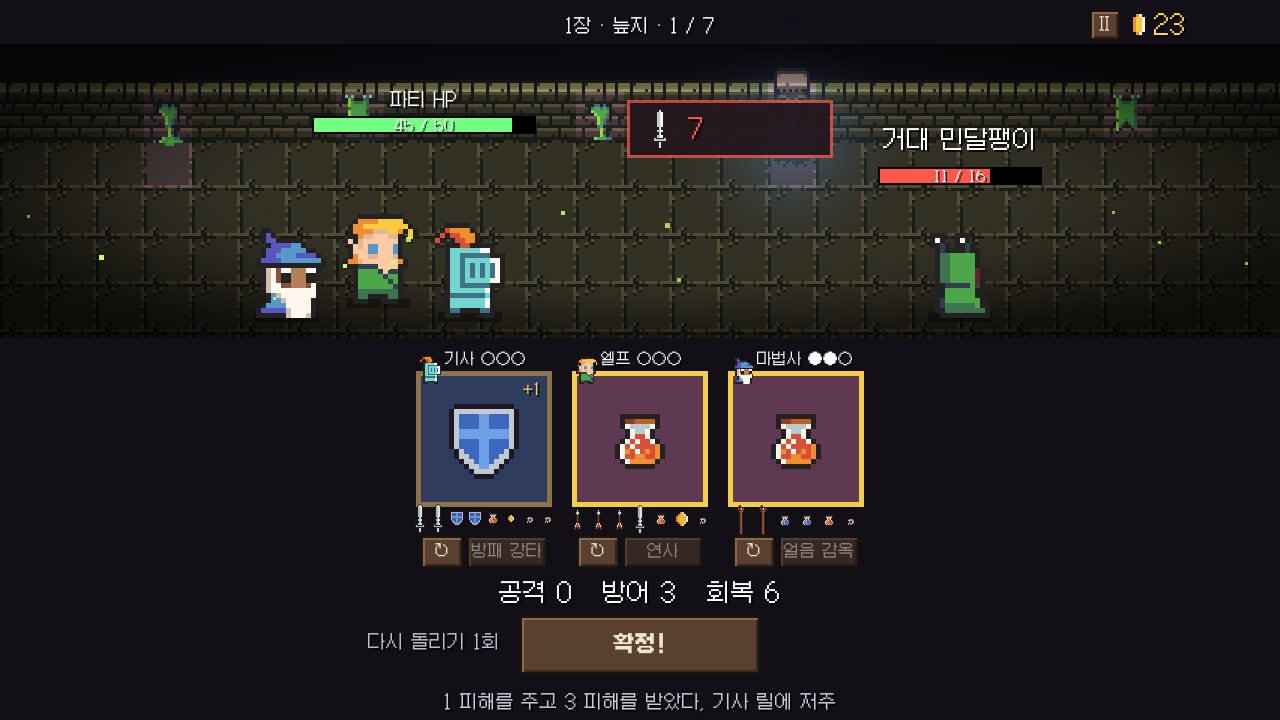 1장 · 늪지 · 1 / 7
II
23
파티 HP
45 / 50
7
거대 민달팽이
11 / 16
기사
엘프
마법사
+1
↻ 방패 강타
↻ 연사
↻ 얼음 감옥
공격 0 방어 3 회복 6
다시 돌리기 1회
확정!
1 피해를 주고 3 피해를 받았다, 기사 릴에 저주